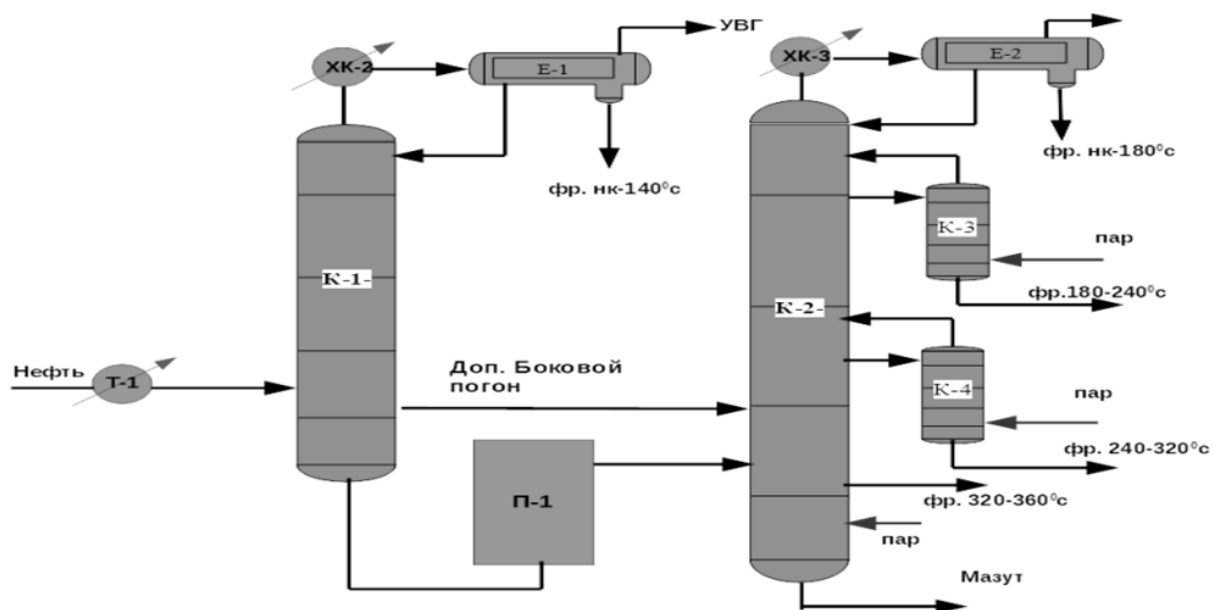 УВГ
ХК-2
Е-1
ХК-3
Е-2
фр. нк-140⁰с
фр. нк-180⁰с
К-3
пар
К-1-
К-2-
фр.180-240⁰с
Нефть
Т-1
Доп. Боковой
погон
К-4
пар
фр. 240-320⁰с
П-1
фр. 320-360⁰с
пар
Мазут